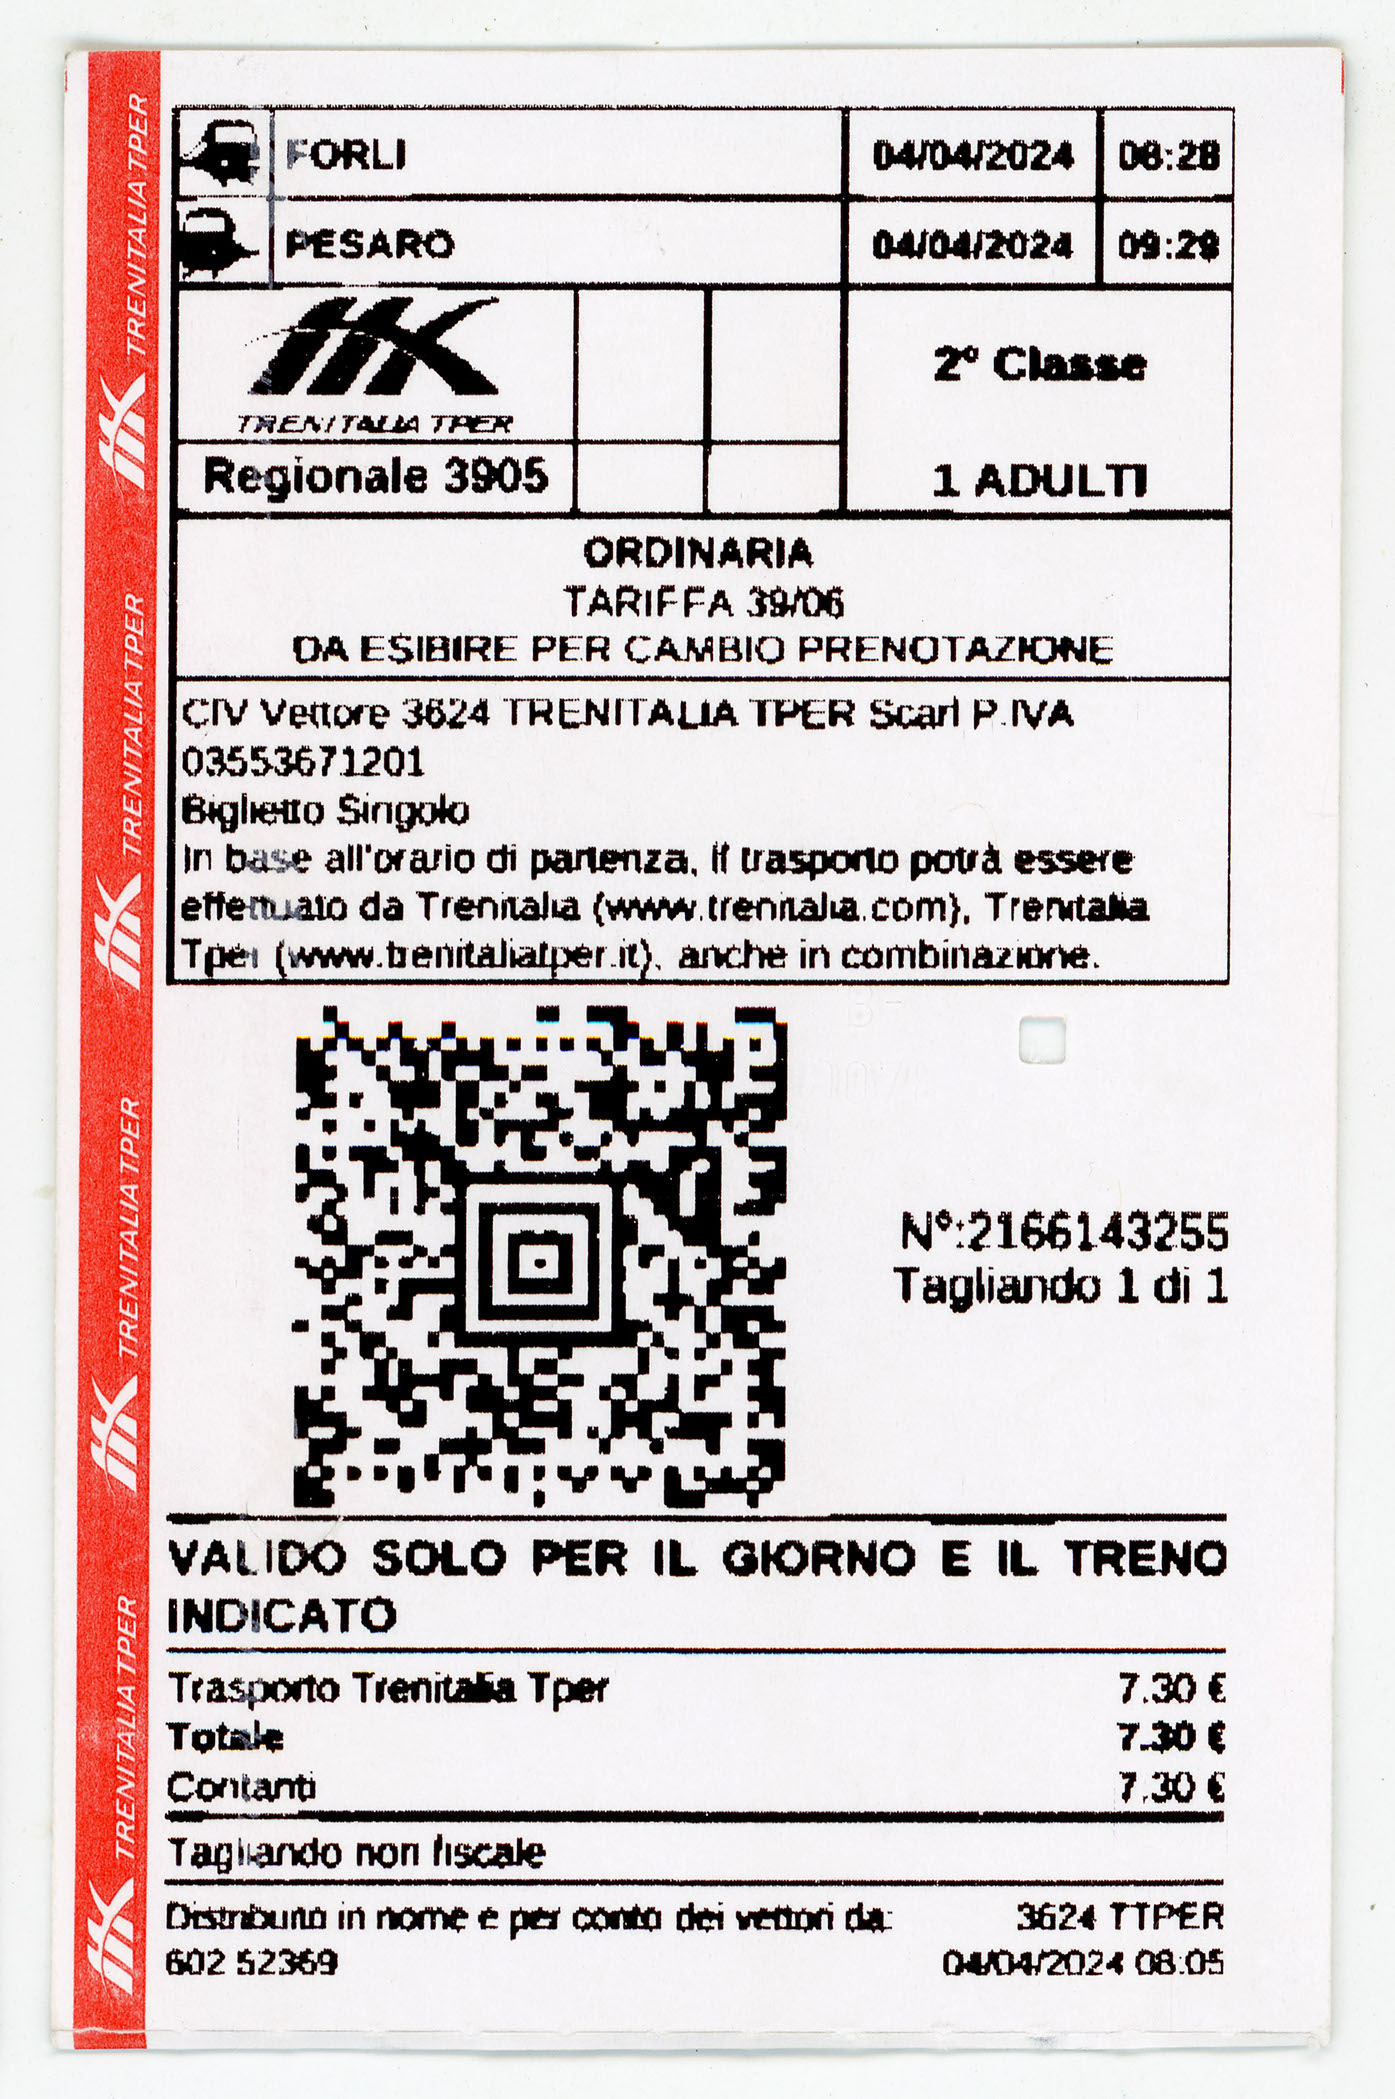 FORLI 04/04/2024 08:28
PESARO 04/04/2024 09:29
TRENITALIA TPER
2° Classe
Regionale 3905
1 ADULTI
ORDINARIA
TARIFFA 39/06
DA ESIBIRE PER CAMBIO PRENOTAZIONE
CIV Vettore 3624 TRENITALIA TPER Scarl P.IVA
03553671201
Biglietto Singolo
In base all'orario di partenza, il trasporto potrà essere
effettuato da Trenitalia (www.trenitalia.com), Trenitalia
Tper (www.trenitaliatper.it), anche in combinazione.
N°:2166143255
Tagliando 1 di 1
VALIDO SOLO PER IL GIORNO E IL TRENO
INDICATO
Trasporto Trenitalia Tper 7.30 €
Totale 7.30 €
Contanti 7.30 €
Tagliando non fiscale
Distribuito in nome e per conto dei vettori da: 3624 TTPER
602 52369 04/04/2024 08:05
TRENITALIA TPER
TRENITALIA TPER
TRENITALIA TPER
TRENITALIA TPER